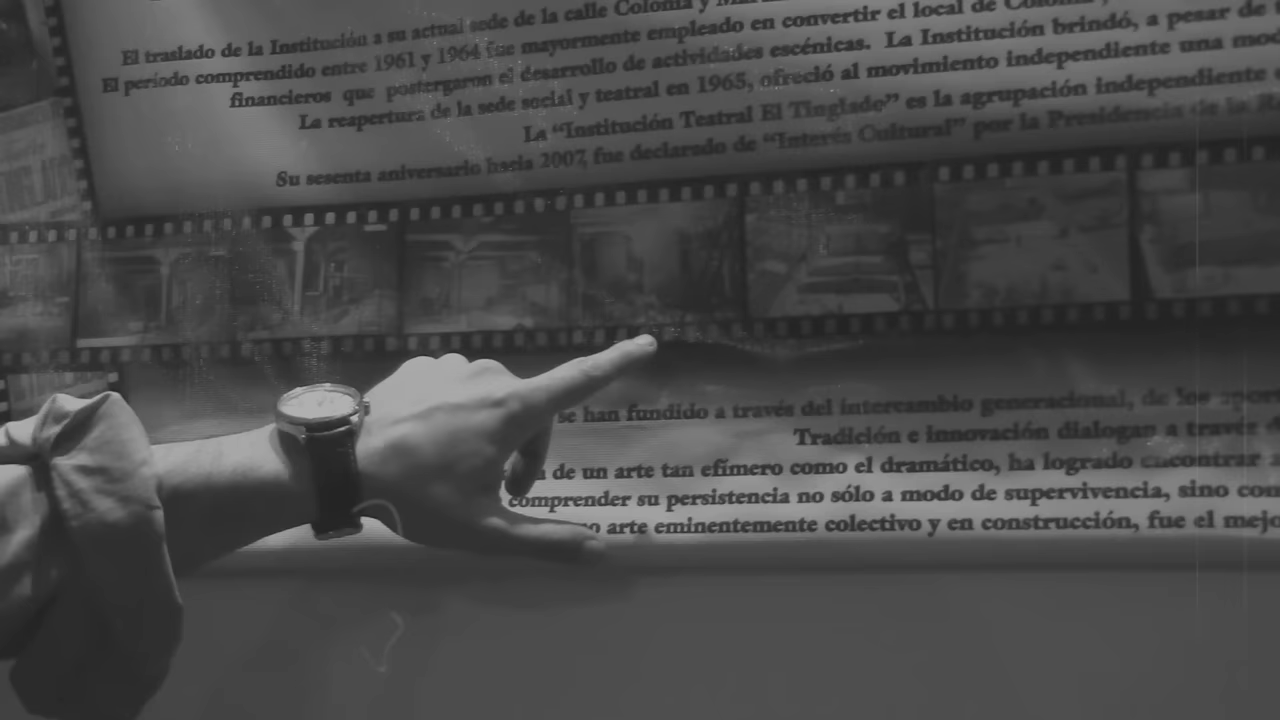 El traslado de la Institución a su actual sede de la calle Colonia y
El período comprendido entre 1961 y 1964 fue mayormente empleado en convertir el local de
financieros que postergaron el desarrollo de actividades escénicas. La Institución brindó, a pesar de
La reapertura de la sede social y teatral en 1965, ofreció al movimiento independiente una
La “Institución Teatral El Tinglado” es la agrupación independiente
Su sesenta aniversario hacia 2007, fue declarado de “Interés Cultural” por la Presidencia de la
se han fundido a través del intercambio generacional, de los
Tradición e innovación dialogan a través
de un arte tan efímero como el dramático, ha logrado encontrar
comprender su persistencia no sólo a modo de supervivencia, sino
arte eminentemente colectivo y en construcción, fue el